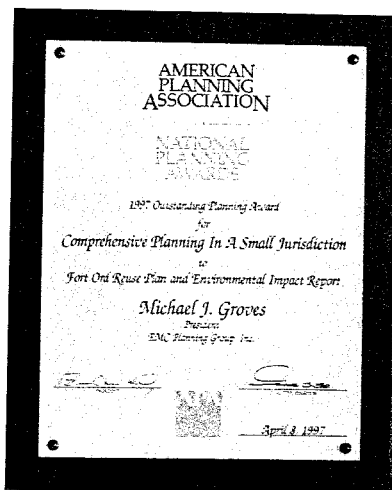 AMERICAN
PLANNING
ASSOCIATION
NATIONAL
PLANNING
AWARDS
1997 Outstanding Planning Award
for
Comprehensive Planning In A Small Jurisdiction
to
Fort Ord Reuse Plan and Environmental Impact Report
Michael J. Groves
President
EMC Planning Group Inc.
April 8, 1997